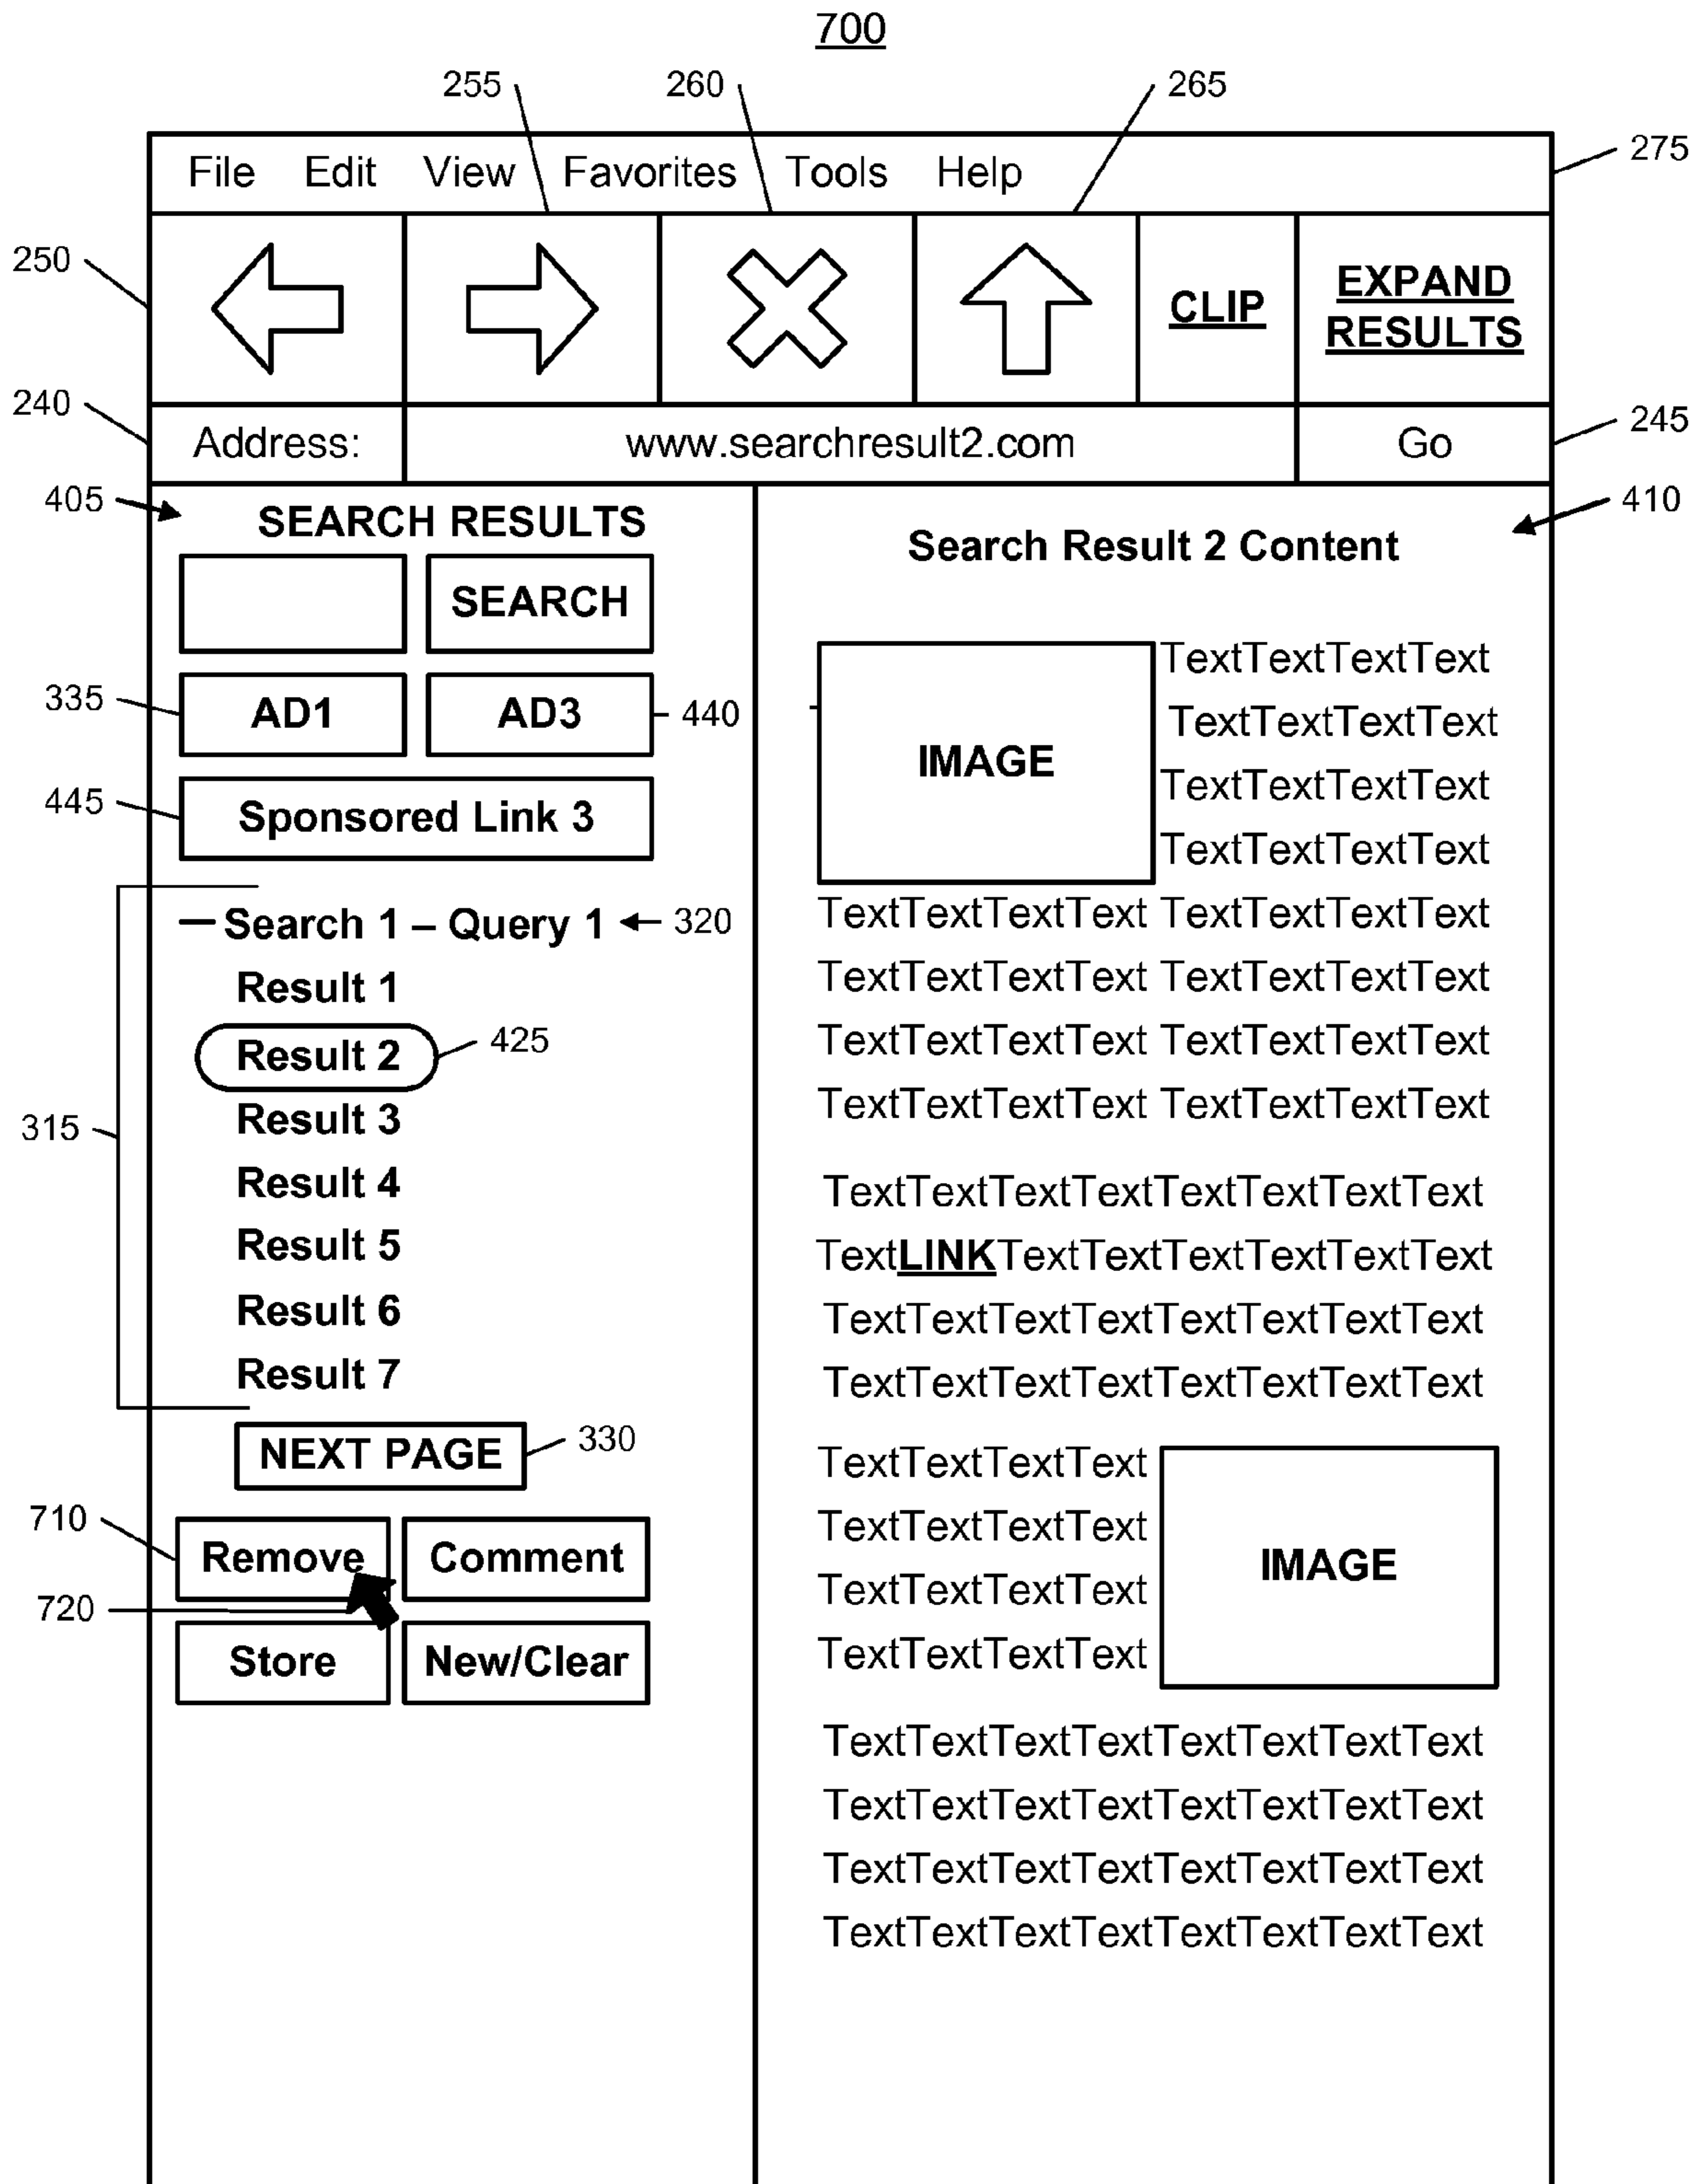 700
255 260 265
File Edit View Favorites Tools Help 275
250
CLIP
EXPAND
RESULTS
240 Address: www.searchresult2.com Go 245
405 SEARCH RESULTS
SEARCH
335 AD1 AD3 440
445 Sponsored Link 3
315
— Search 1 – Query 1 320
Result 1
Result 2 425
Result 3
Result 4
Result 5
Result 6
Result 7
NEXT PAGE 330
710 Remove Comment
720
Store New/Clear
410
Search Result 2 Content
IMAGE
TextTextTextText
TextTextTextText
TextTextTextText
TextTextTextText
TextTextTextText TextTextTextText
TextTextTextText TextTextTextText
TextTextTextText TextTextTextText
TextTextTextText TextTextTextText
TextTextTextTextTextTextTextText
TextLINKTextTextTextTextTextText
TextTextTextTextTextTextTextText
TextTextTextTextTextTextTextText
TextTextTextText
TextTextTextText
TextTextTextText
TextTextTextText
IMAGE
TextTextTextTextTextTextTextText
TextTextTextTextTextTextTextText
TextTextTextTextTextTextTextText
TextTextTextTextTextTextTextText